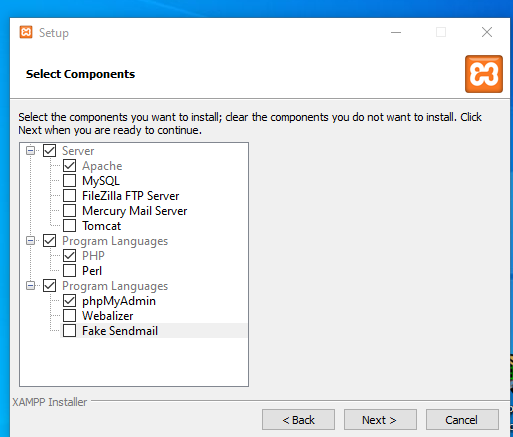 Setup
Select Components
Select the components you want to install; clear the components you do not want to install. Click
Next when you are ready to continue.
Server
Apache
MySQL
FileZilla FTP Server
Mercury Mail Server
Tomcat
Program Languages
PHP
Perl
Program Languages
phpMyAdmin
Webalizer
Fake Sendmail
XAMPP Installer
< Back
Next >
Cancel